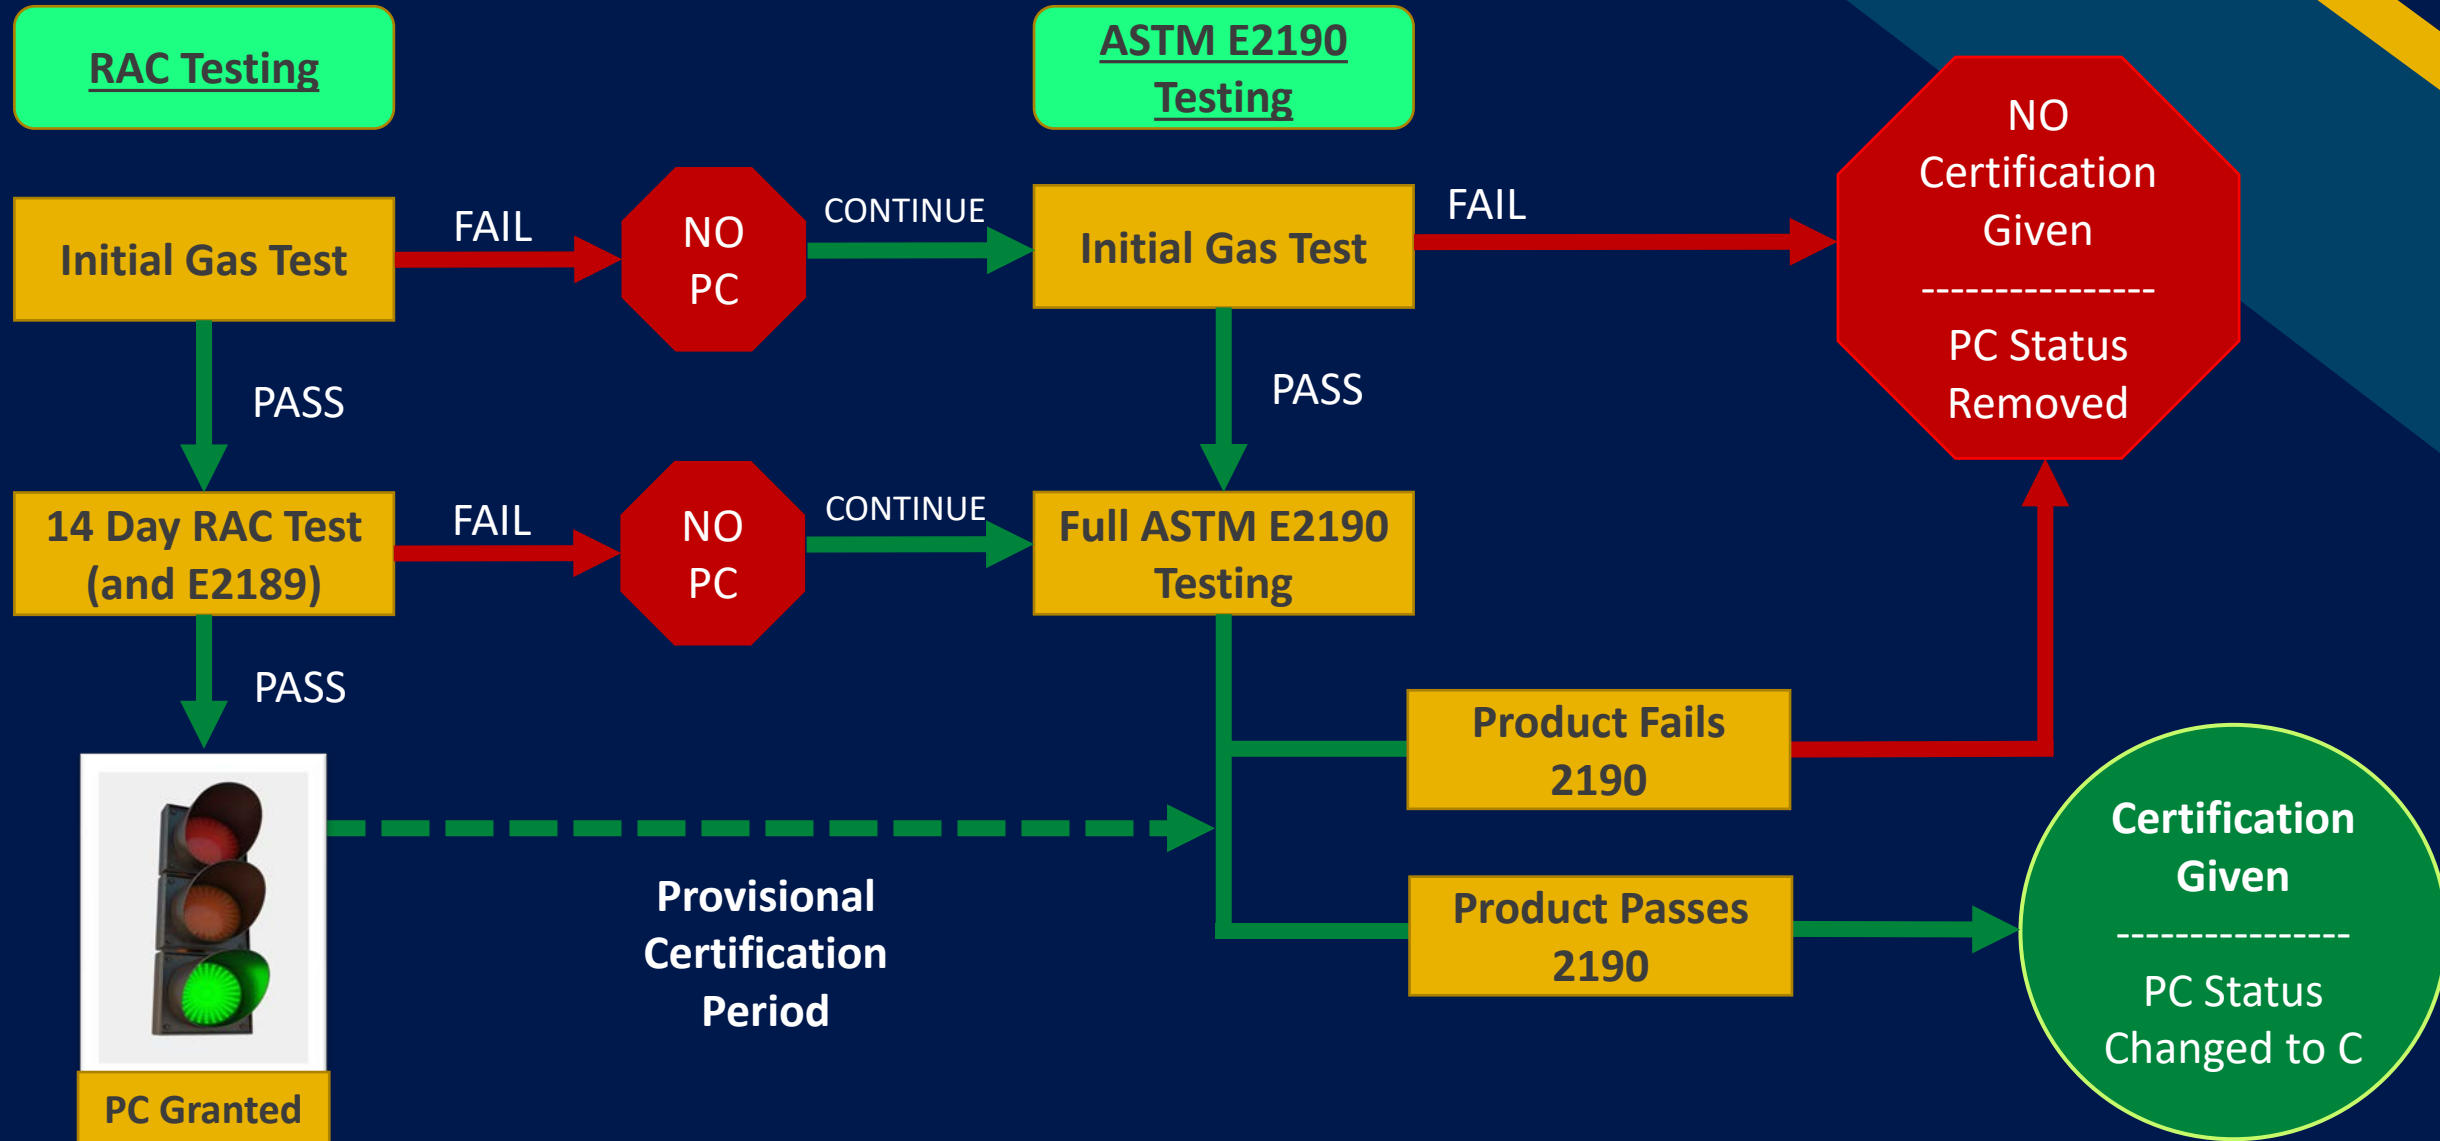 RAC Testing
ASTM E2190
Testing
NO
Certification
Given
----------------
PC Status
Removed
Initial Gas Test
FAIL
NO
PC
CONTINUE
Initial Gas Test
FAIL
PASS
PASS
14 Day RAC Test
(and E2189)
FAIL
NO
PC
CONTINUE
Full ASTM E2190
Testing
PASS
Product Fails
2190
Provisional
Certification
Period
Product Passes
2190
Certification
Given
----------------
PC Status
Changed to C
PC Granted